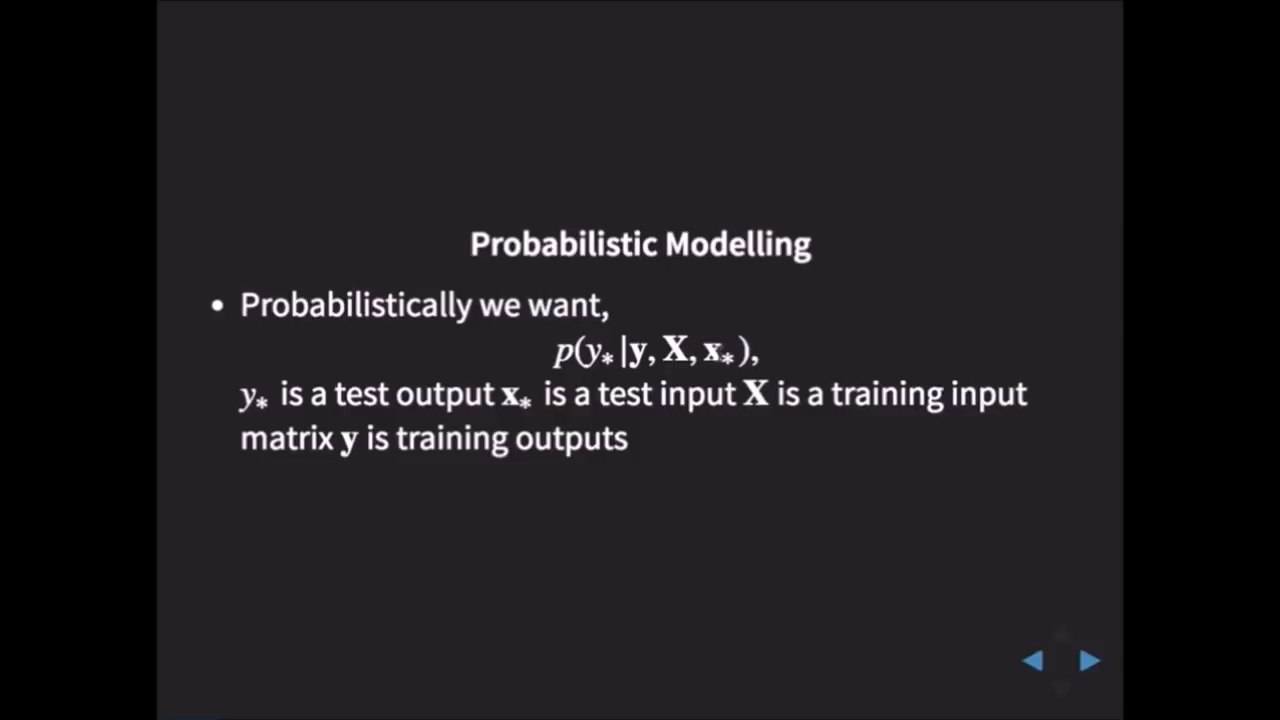 Probabilistic Modelling
• Probabilistically we want,
p(y∗|y, X, x∗),
y∗ is a test output x∗ is a test input X is a training input
matrix y is training outputs